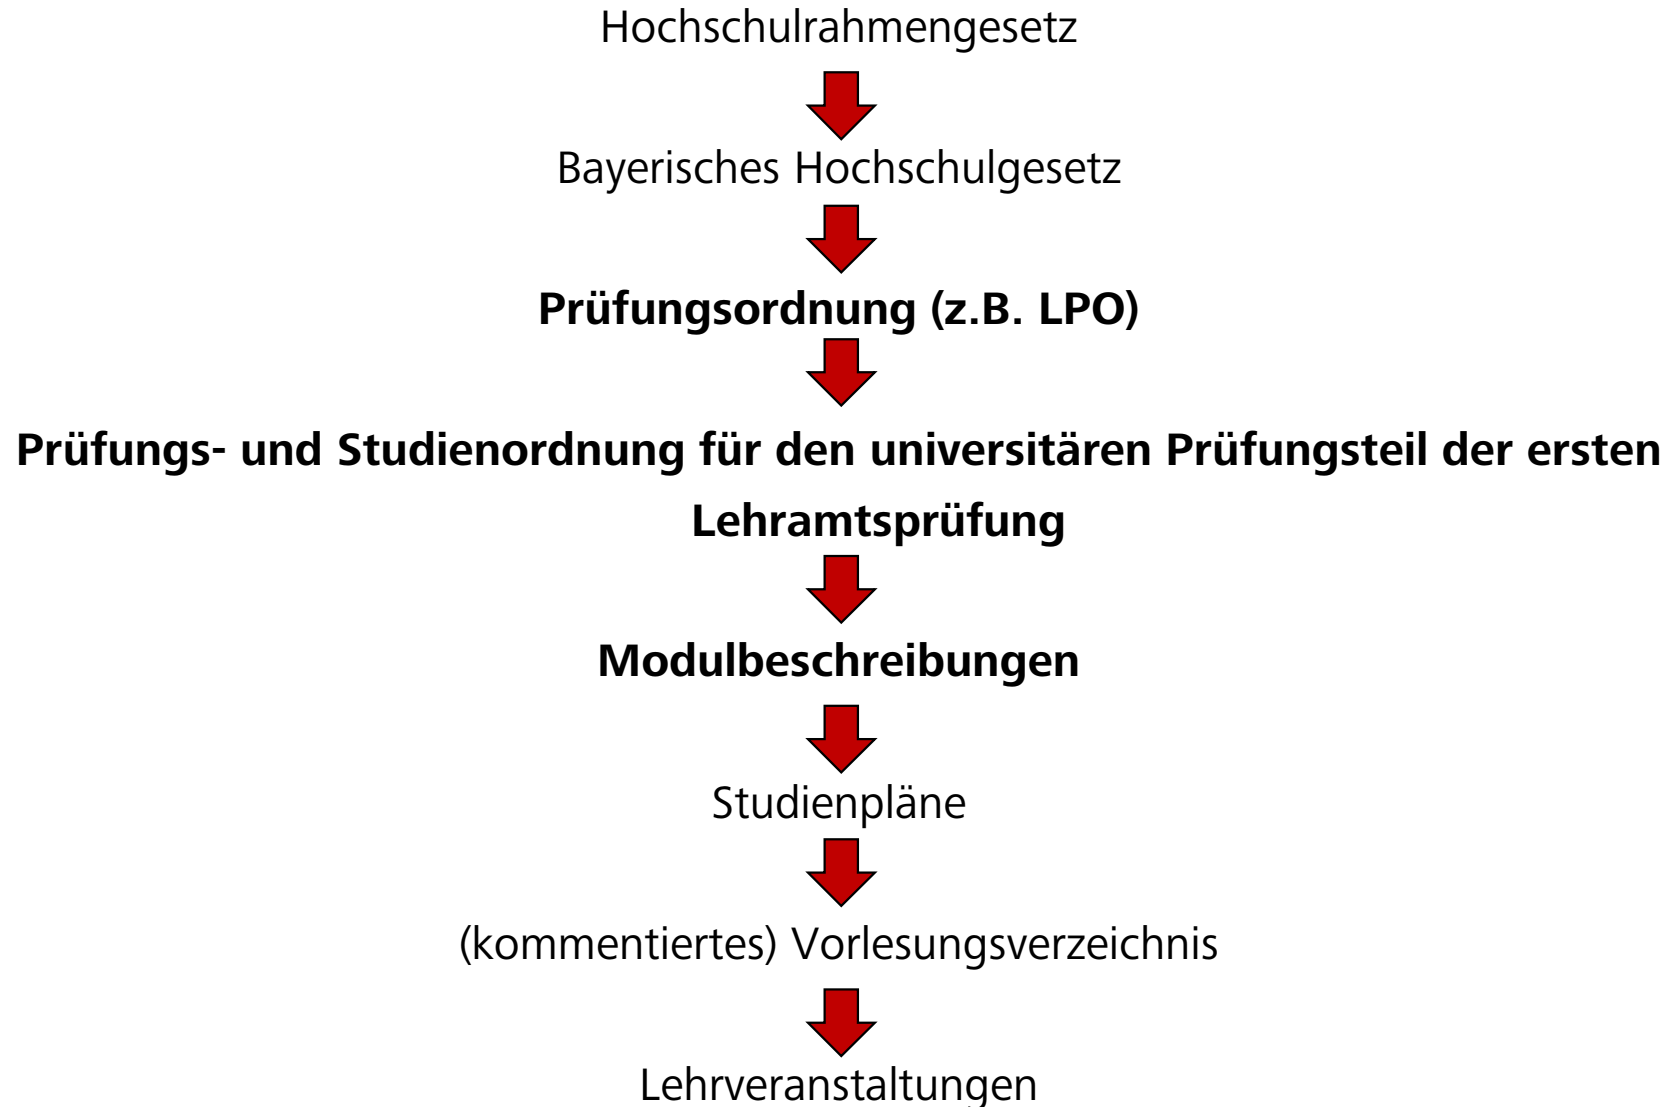 Hochschulrahmengesetz
Bayerisches Hochschulgesetz
Prüfungsordnung (z.B. LPO)
Prüfungs- und Studienordnung für den universitären Prüfungsteil der ersten
Lehramtsprüfung
Modulbeschreibungen
Studienpläne
(kommentiertes) Vorlesungsverzeichnis
Lehrveranstaltungen